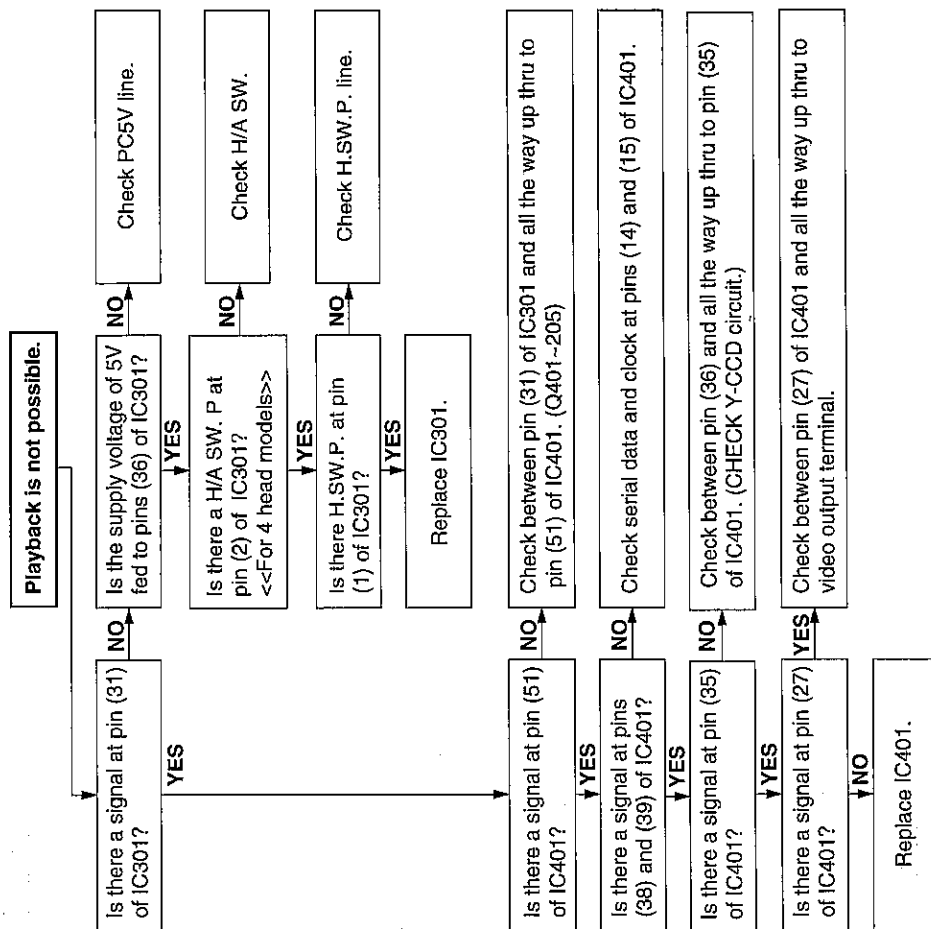 Playback is not possible.
Is there a signal at pin (31)
of IC301?
NO
Is the supply voltage of 5V
fed to pins (36) of IC301?
NO
Check PC5V line.
YES
Is there a H/A SW. P at
pin (2) of IC301?
<<For 4 head models>>
NO
Check H/A SW.
YES
Is there H.SW.P. at pin
(1) of IC301?
NO
Check H.SW.P. line.
YES
Replace IC301.
YES
Is there a signal at pin (51)
of IC401?
NO
Check between pin (31) of IC301 and all the way up thru to
pin (51) of IC401. (Q401~205)
YES
Is there a signal at pins
(38) and (39) of IC401?
NO
Check serial data and clock at pins (14) and (15) of IC401.
YES
Is there a signal at pin (35)
of IC401?
NO
Check between pin (36) and all the way up thru to pin (35)
of IC401. (CHECK Y-CCD circuit.)
YES
Is there a signal at pin (27)
of IC401?
YES
Check between pin (27) of IC401 and all the way up thru to
video output terminal.
NO
Replace IC401.